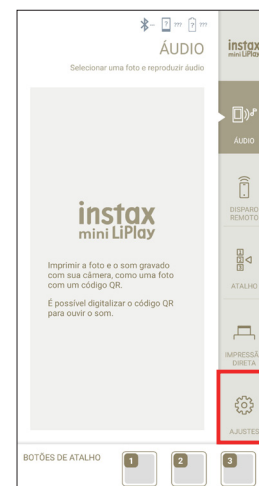 ? ??? ? ???
ÁUDIO
Selecionar uma foto e reproduzir áudio
instax
mini LiPlay
Imprimir a foto e o som gravado
com sua câmera, como uma foto
com um código QR.
É possível digitalizar o código QR
para ouvir o som.
instax
mini LiPlay
ÁUDIO
DISPARO
REMOTO
ATALHO
IMPRESSÃ
DIRETA
AJUSTES
BOTÕES DE ATALHO
1
2
3